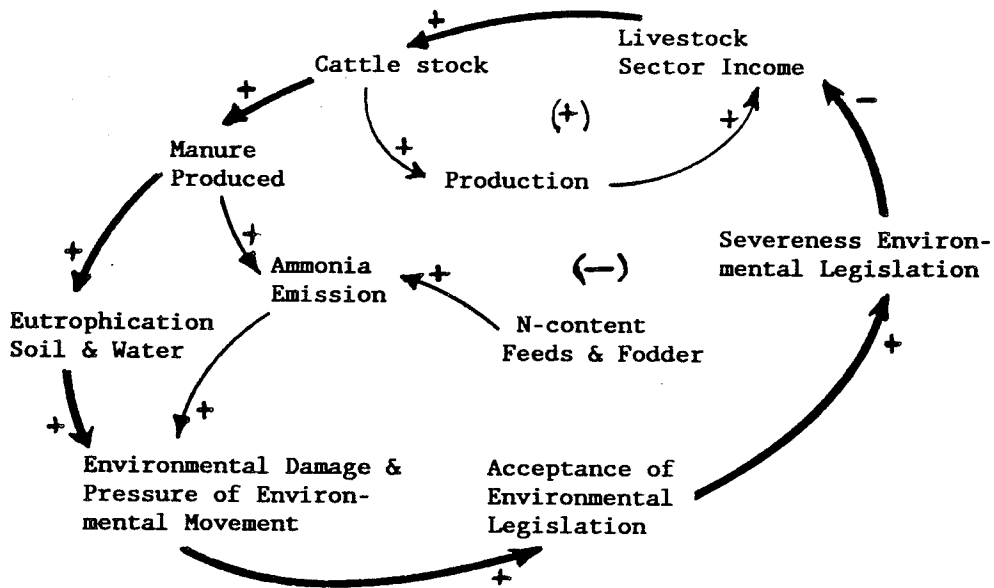 +
Livestock
Sector Income
Cattle stock
+
(+)
+
-
+
Manure
Produced
Production
+
+
Severeness Environ-
mental Legislation
Ammonia
Emission
+
(-)
Eutrophication
Soil & Water
N-content
Feeds & Fodder
+
+
+
Environmental Damage &
Pressure of Environ-
mental Movement
Acceptance of
Environmental
Legislation
+